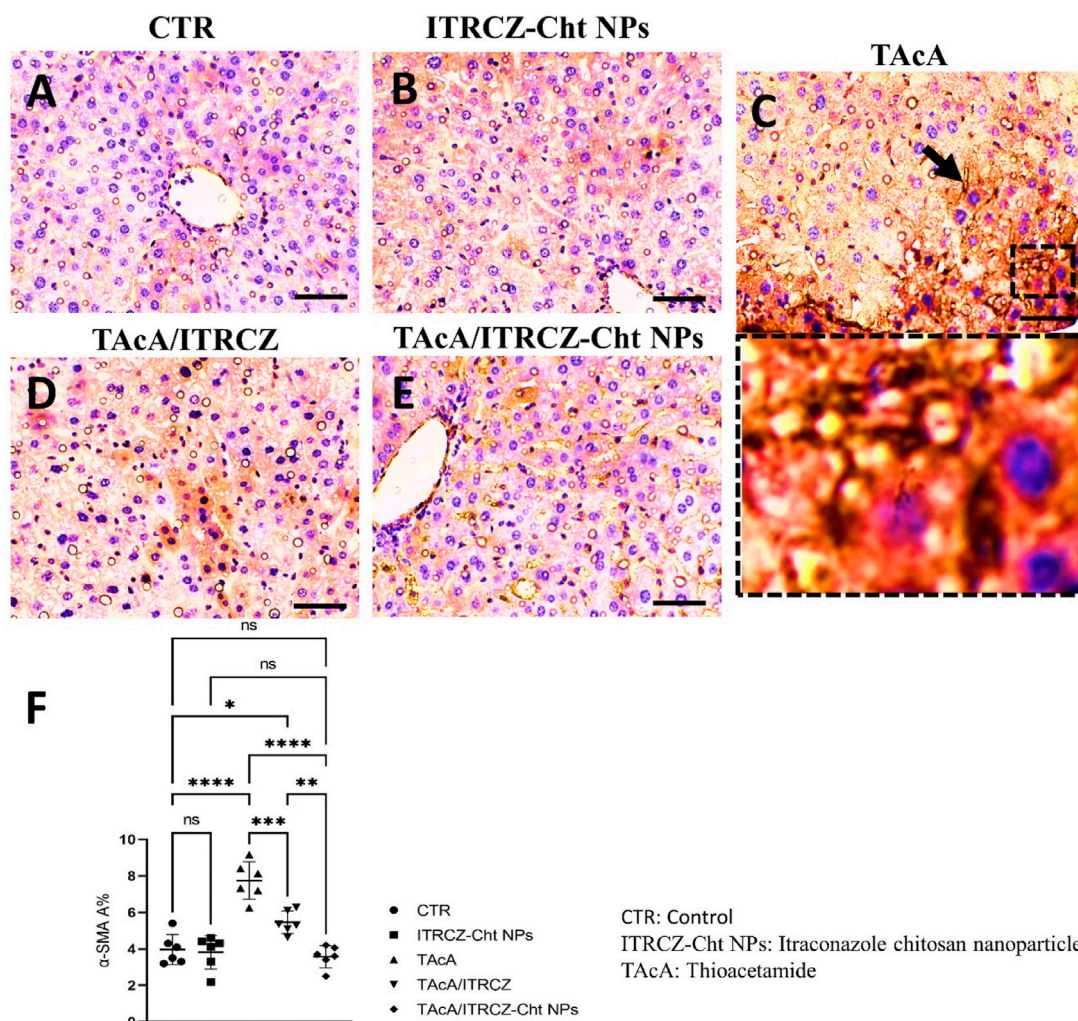 CTR
ITRCZ-Cht NPs
TAcA
A
B
C
TAcA/ITRCZ
TAcA/ITRCZ-Cht NPs
D
E
F
ns
ns
*
****
****
**
ns
***
10
8
6
4
2
0
α-SMA A%
CTR
ITRCZ-Cht NPs
TAcA
TAcA/ITRCZ
TAcA/ITRCZ-Cht NPs
CTR: Control
ITRCZ-Cht NPs: Itraconazole chitosan nanoparticle
TAcA: Thioacetamide